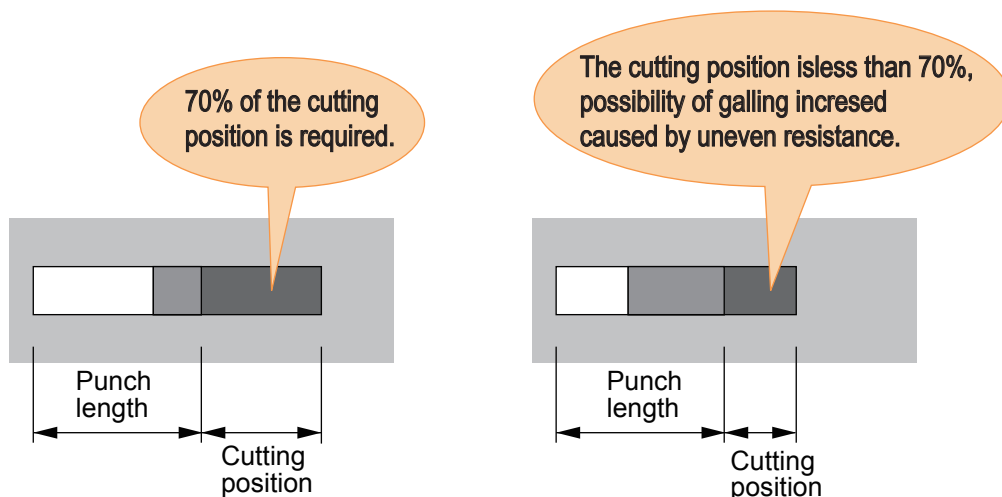 70% of the cutting
position is required.
Punch
length
Cutting
position
The cutting position isless than 70%,
possibility of galling incresed
caused by uneven resistance.
Punch
length
Cutting
position